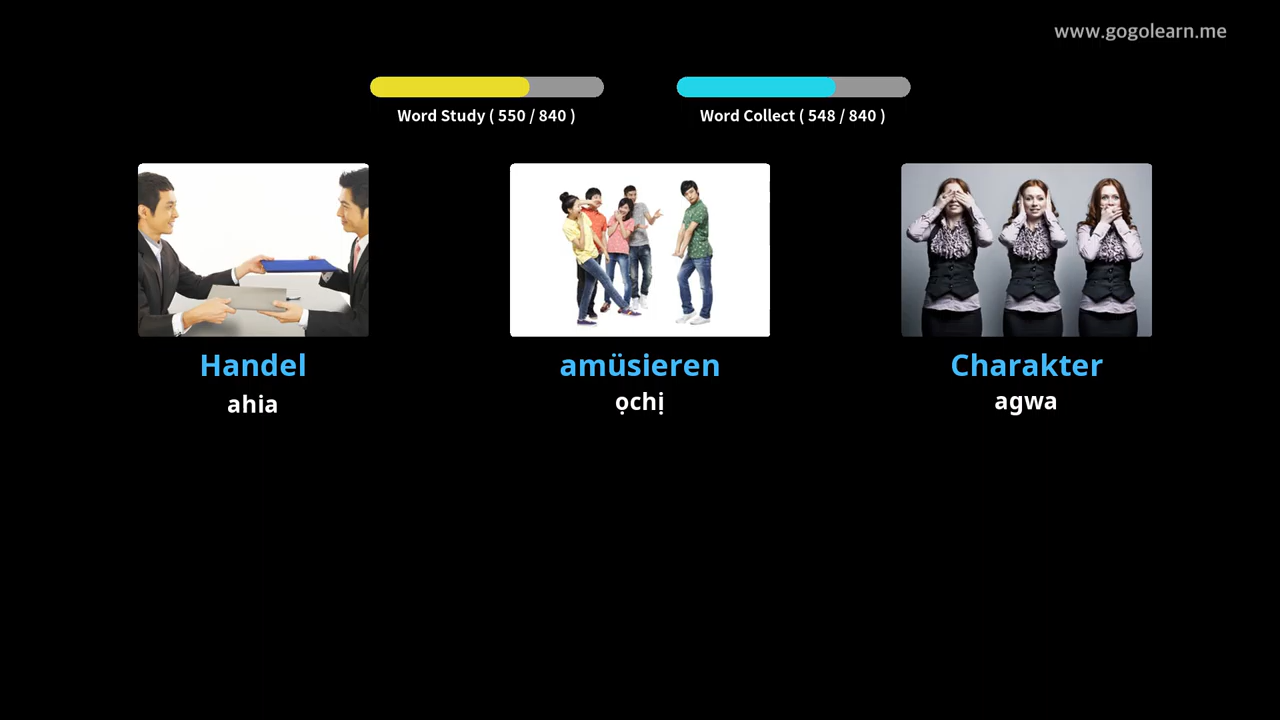 www.gogolearn.me
Word Study ( 550 / 840 )
Word Collect ( 548 / 840 )
Handel
amüsieren
Charakter
ahia
ọchị
agwa